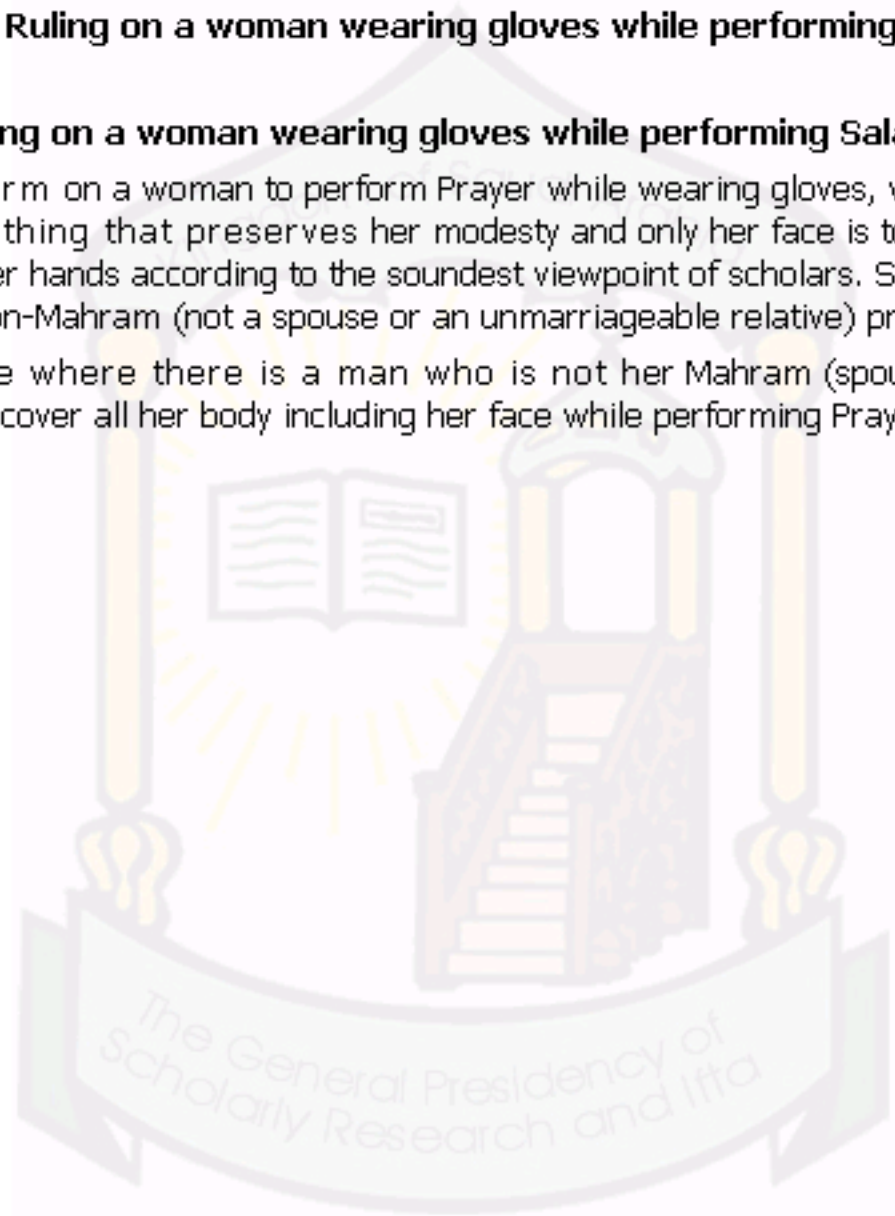 Ruling on a woman wearing gloves while performing
ng on a woman wearing gloves while performing Sala
rm on a woman to perform Prayer while wearing gloves,
thing that preserves her modesty and only her face is to
er hands according to the soundest viewpoint of scholars. S
on-Mahram (not a spouse or an unmarriageable relative) pr
e where there is a man who is not her Mahram (spou
cover all her body including her face while performing Pray
Kingdom of Saudi Arabia
The General Presidency of
Scholarly Research and Ifta